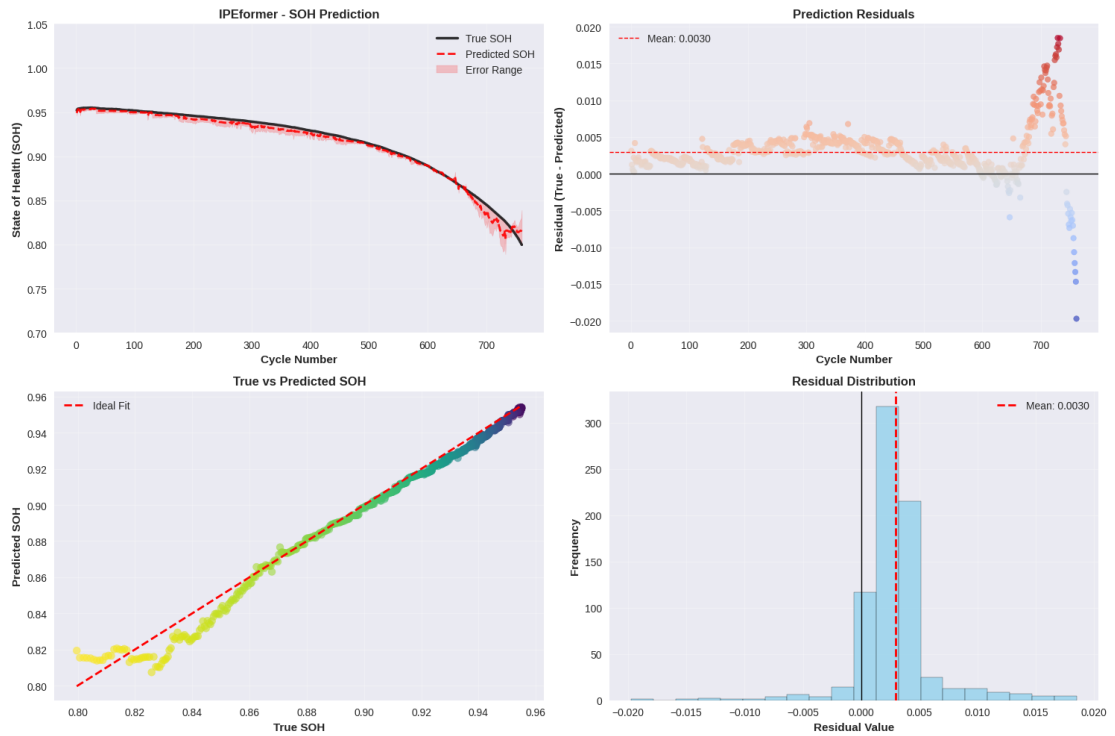 IPEformer - SOH Prediction
1.05
1.00
0.95
0.90
0.85
0.80
0.75
0.70
State of Health (SOH)
True SOH
Predicted SOH
Error Range
0 100 200 300 400 500 600 700
Cycle Number
Prediction Residuals
0.020
0.015
0.010
0.005
0.000
−0.005
−0.010
−0.015
−0.020
Residual (True - Predicted)
Mean: 0.0030
0 100 200 300 400 500 600 700
Cycle Number
True vs Predicted SOH
0.96
0.94
0.92
0.90
0.88
0.86
0.84
0.82
0.80
Predicted SOH
Ideal Fit
0.80 0.82 0.84 0.86 0.88 0.90 0.92 0.94 0.96
True SOH
Residual Distribution
300
250
200
150
100
50
0
Frequency
Mean: 0.0030
−0.020 −0.015 −0.010 −0.005 0.000 0.005 0.010 0.015 0.020
Residual Value